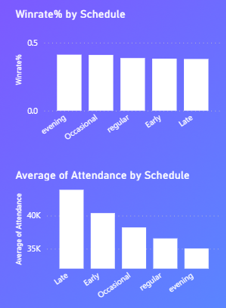 Winrate% by Schedule
0.5
Winrate%
0.0
evening
Occasional
regular
Early
Late
Average of Attendance by Schedule
Average of Attendance
40K
35K
Late
Early
Occasional
regular
evening